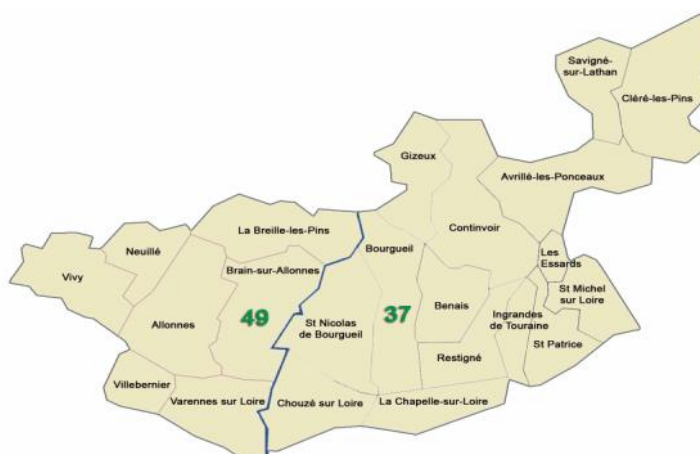 Savigné-
sur-Lathan
Cléré-les-Pins
Gizeux
Avrillé-les-Ponceaux
Continvoir
La Breille-les-Pins
Bourgueil
Neuillé
Les
Essards
Vivy
Brain-sur-Allonnes
St Michel
sur Loire
Benais
Ingrandes
de Touraine
Allonnes
49
St Nicolas
de Bourgueil
37
St Patrice
Restigné
Villebernier
Varennes sur Loire
Chouzé sur Loire
La Chapelle-sur-Loire